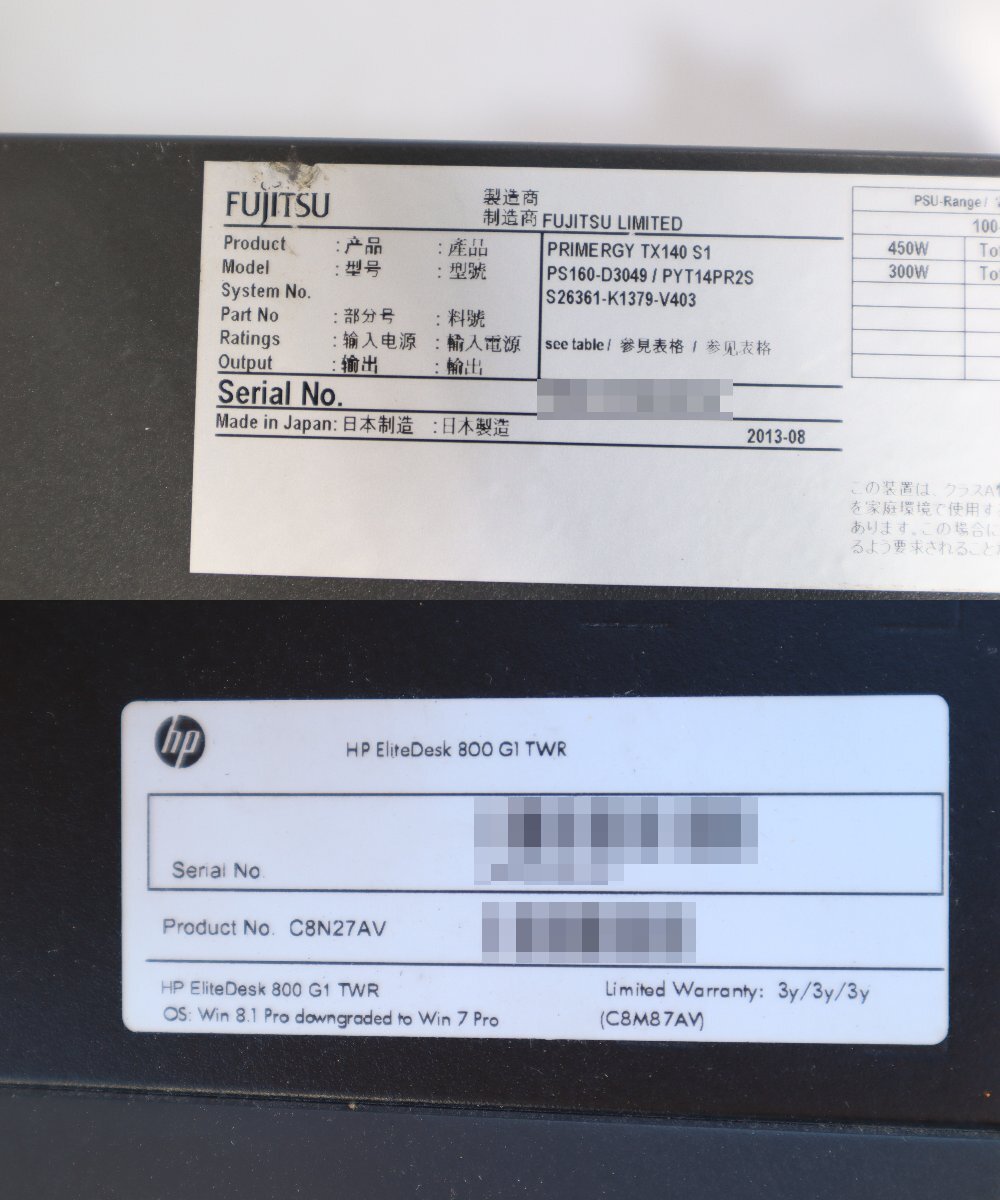 FUJITSU
製造商
制造商 FUJITSU LIMITED
Product : 产品 : 產品 PRIMERGY TX140 S1
Model : 型号 : 型號 PS160-D3049 / PYT14PR2S
System No. S26361-K1379-V403
Part No : 部分号 : 料號
Ratings : 输入电源 : 輸入電源 see table / 參見表格 / 参见表格
Output : 输出 : 輸出
Serial No.
Made in Japan: 日本制造 : 日本製造
2013-08
PSU-Range /
100-
450W
300W
この装置は、クラスA
を家庭環境で使用す
あります。この場合に
るよう要求されること
hp
HP EliteDesk 800 G1 TWR
Serial No.
Product No. C8N27AV
HP EliteDesk 800 G1 TWR
OS: Win 8.1 Pro downgraded to Win 7 Pro
Limited Warranty: 3y/3y/3y
(C8M87AV)